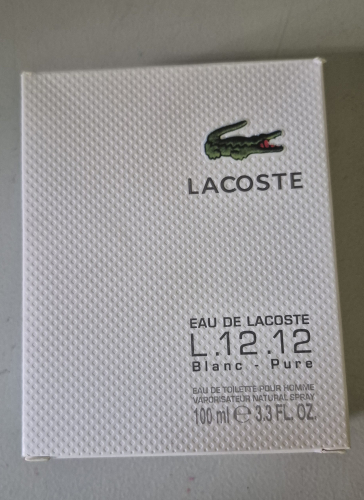 LACOSTE
EAU DE LACOSTE
L.12.12
Blanc - Pure
EAU DE TOILETTE POUR HOMME
VAPORISATEUR NATURAL SPRAY
100 ml ℮ 3.3 FL. OZ.